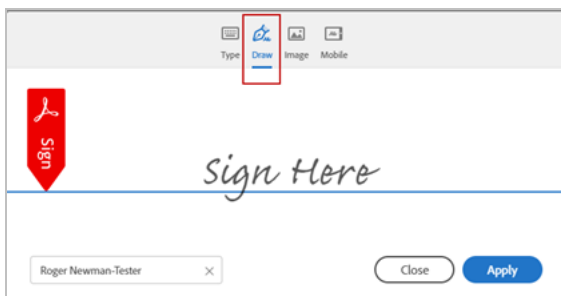 Type Draw Image Mobile
Sign
Sign Here
Roger Newman-Tester
Close Apply